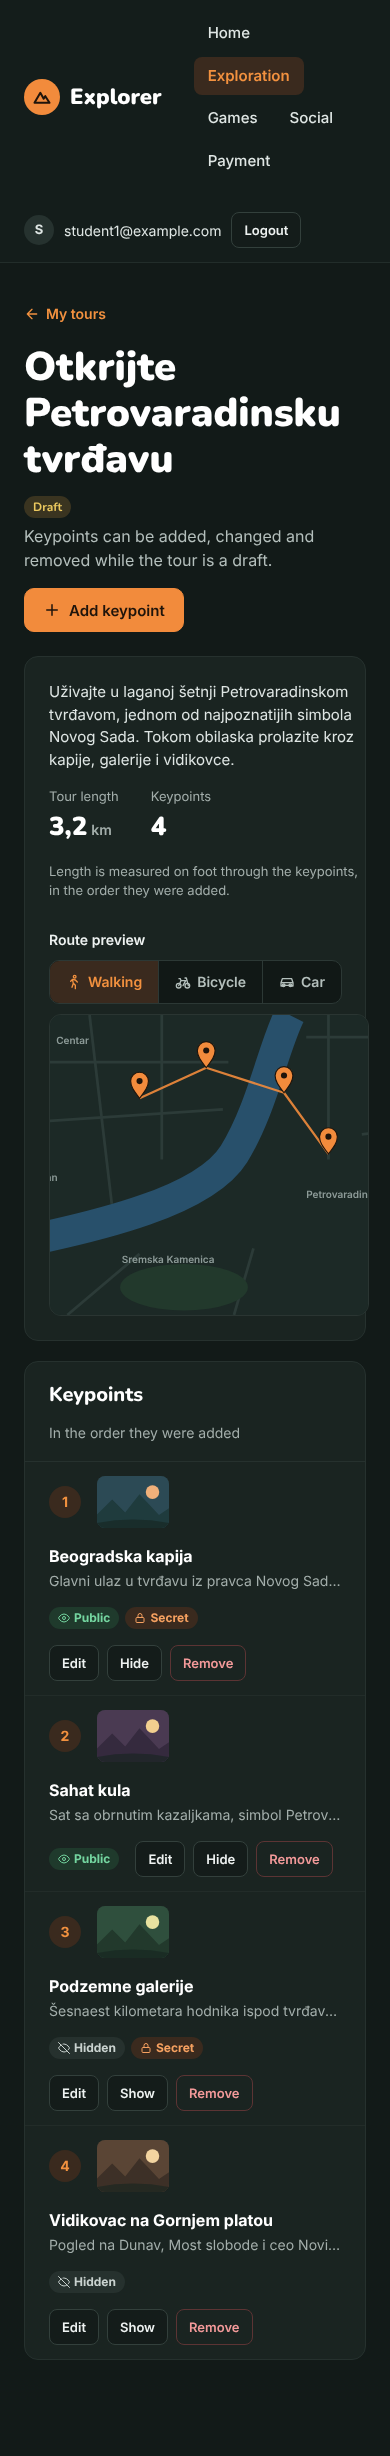 Home
Exploration
Explorer
Games Social
Payment
S student1@example.com Logout
← My tours
Otkrijte
Petrovaradinsku
tvrđavu
Draft
Keypoints can be added, changed and
removed while the tour is a draft.
+ Add keypoint
Uživajte u laganoj šetnji Petrovaradinskom
tvrđavom, jednom od najpoznatijih simbola
Novog Sada. Tokom obilaska prolazite kroz
kapije, galerije i vidikovce.
Tour length Keypoints
3,2 km 4
Length is measured on foot through the keypoints,
in the order they were added.
Route preview
Walking Bicycle Car
Centar
Petrovaradin
Sremska Kamenica
Keypoints
In the order they were added
1
Beogradska kapija
Glavni ulaz u tvrđavu iz pravca Novog Sad...
Public Secret
Edit Hide Remove
2
Sahat kula
Sat sa obrnutim kazaljkama, simbol Petrov...
Public Edit Hide Remove
3
Podzemne galerije
Šesnaest kilometara hodnika ispod tvrđav...
Hidden Secret
Edit Show Remove
4
Vidikovac na Gornjem platou
Pogled na Dunav, Most slobode i ceo Novi...
Hidden
Edit Show Remove